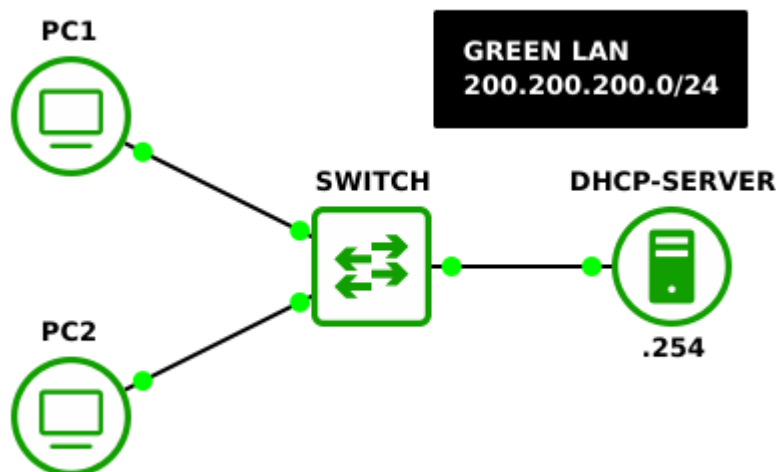 PC1
GREEN LAN
200.200.200.0/24
SWITCH
DHCP-SERVER
PC2
.254